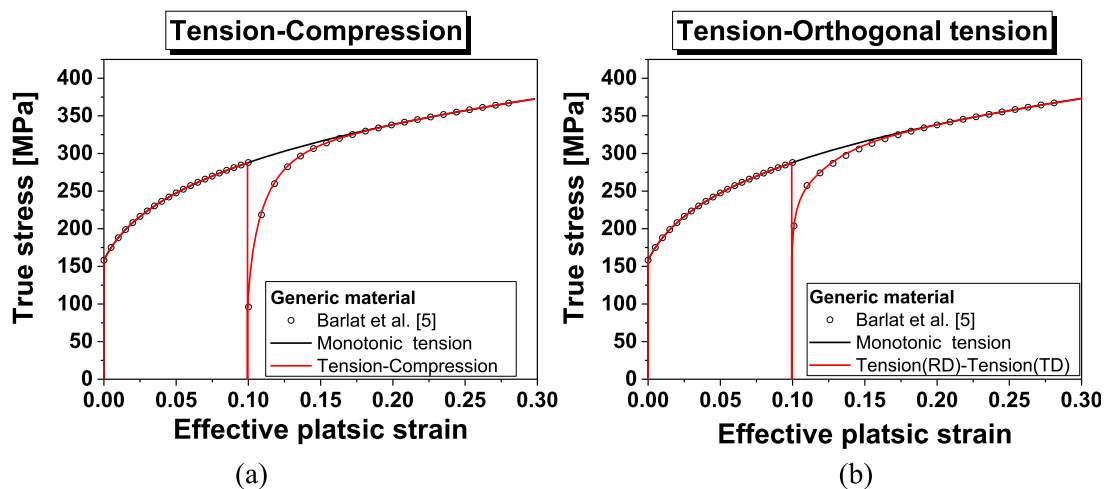 Tension-Compression
True stress [MPa]
400
350
300
250
200
150
100
50
0
Generic material
Barlat et al. [5]
Monotonic tension
Tension-Compression
0.00 0.05 0.10 0.15 0.20 0.25 0.30
Effective platsic strain
(a)
Tension-Orthogonal tension
True stress [MPa]
400
350
300
250
200
150
100
50
0
Generic material
Barlat et al. [5]
Monotonic tension
Tension(RD)-Tension(TD)
0.00 0.05 0.10 0.15 0.20 0.25 0.30
Effective platsic strain
(b)